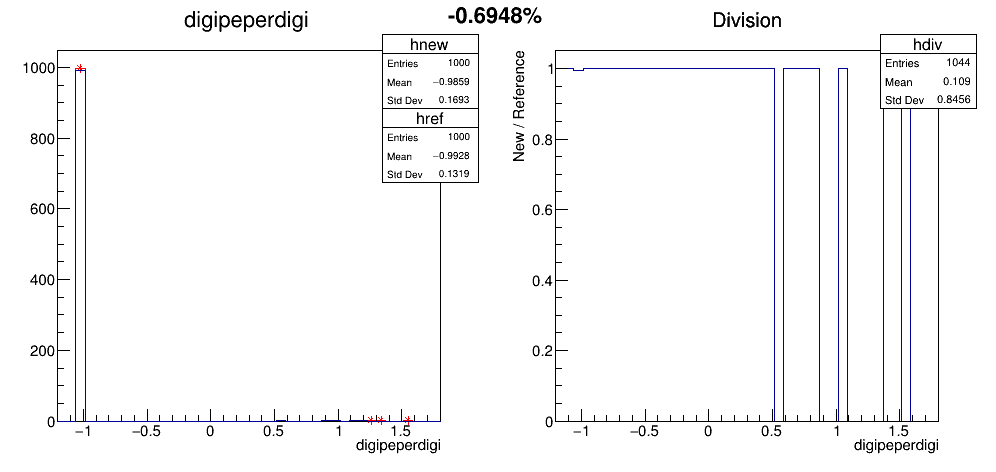 digipeperdigi
-0.6948%
Division
hnew
Entries 1000
Mean −0.9859
Std Dev 0.1693
href
Entries 1000
Mean −0.9928
Std Dev 0.1319
1000
800
600
400
200
0
−1 −0.5 0 0.5 1 1.5
digipeperdigi
hdiv
Entries 1044
Mean 0.109
Std Dev 0.8456
New / Reference
1
0.8
0.6
0.4
0.2
0
−1 −0.5 0 0.5 1 1.5
digipeperdigi